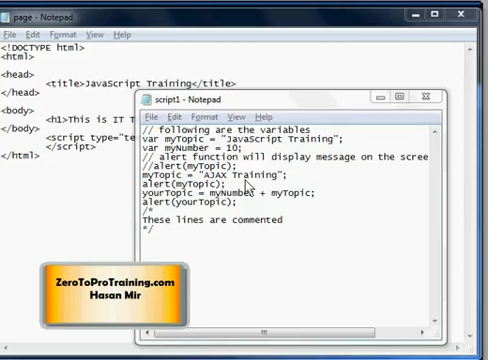 page - Notepad
File Edit Format View Help
<!DOCTYPE html>
<html>
<head>
<title>JavaScript Training</title>
</head>
<body>
<h1>This is IT T
</body>
<script type="te
</script>
</html>
script1 - Notepad
File Edit Format View Help
// following are the variables
var myTopic = "JavaScript Training";
var myNumber = 10;
// alert function will display message on the scree
//alert(myTopic);
myTopic = "AJAX Training";
alert(myTopic);
yourTopic = myNumber + myTopic;
alert(yourTopic);
/*
These lines are commented
*/
ZeroToProTraining.com
Hasan Mir